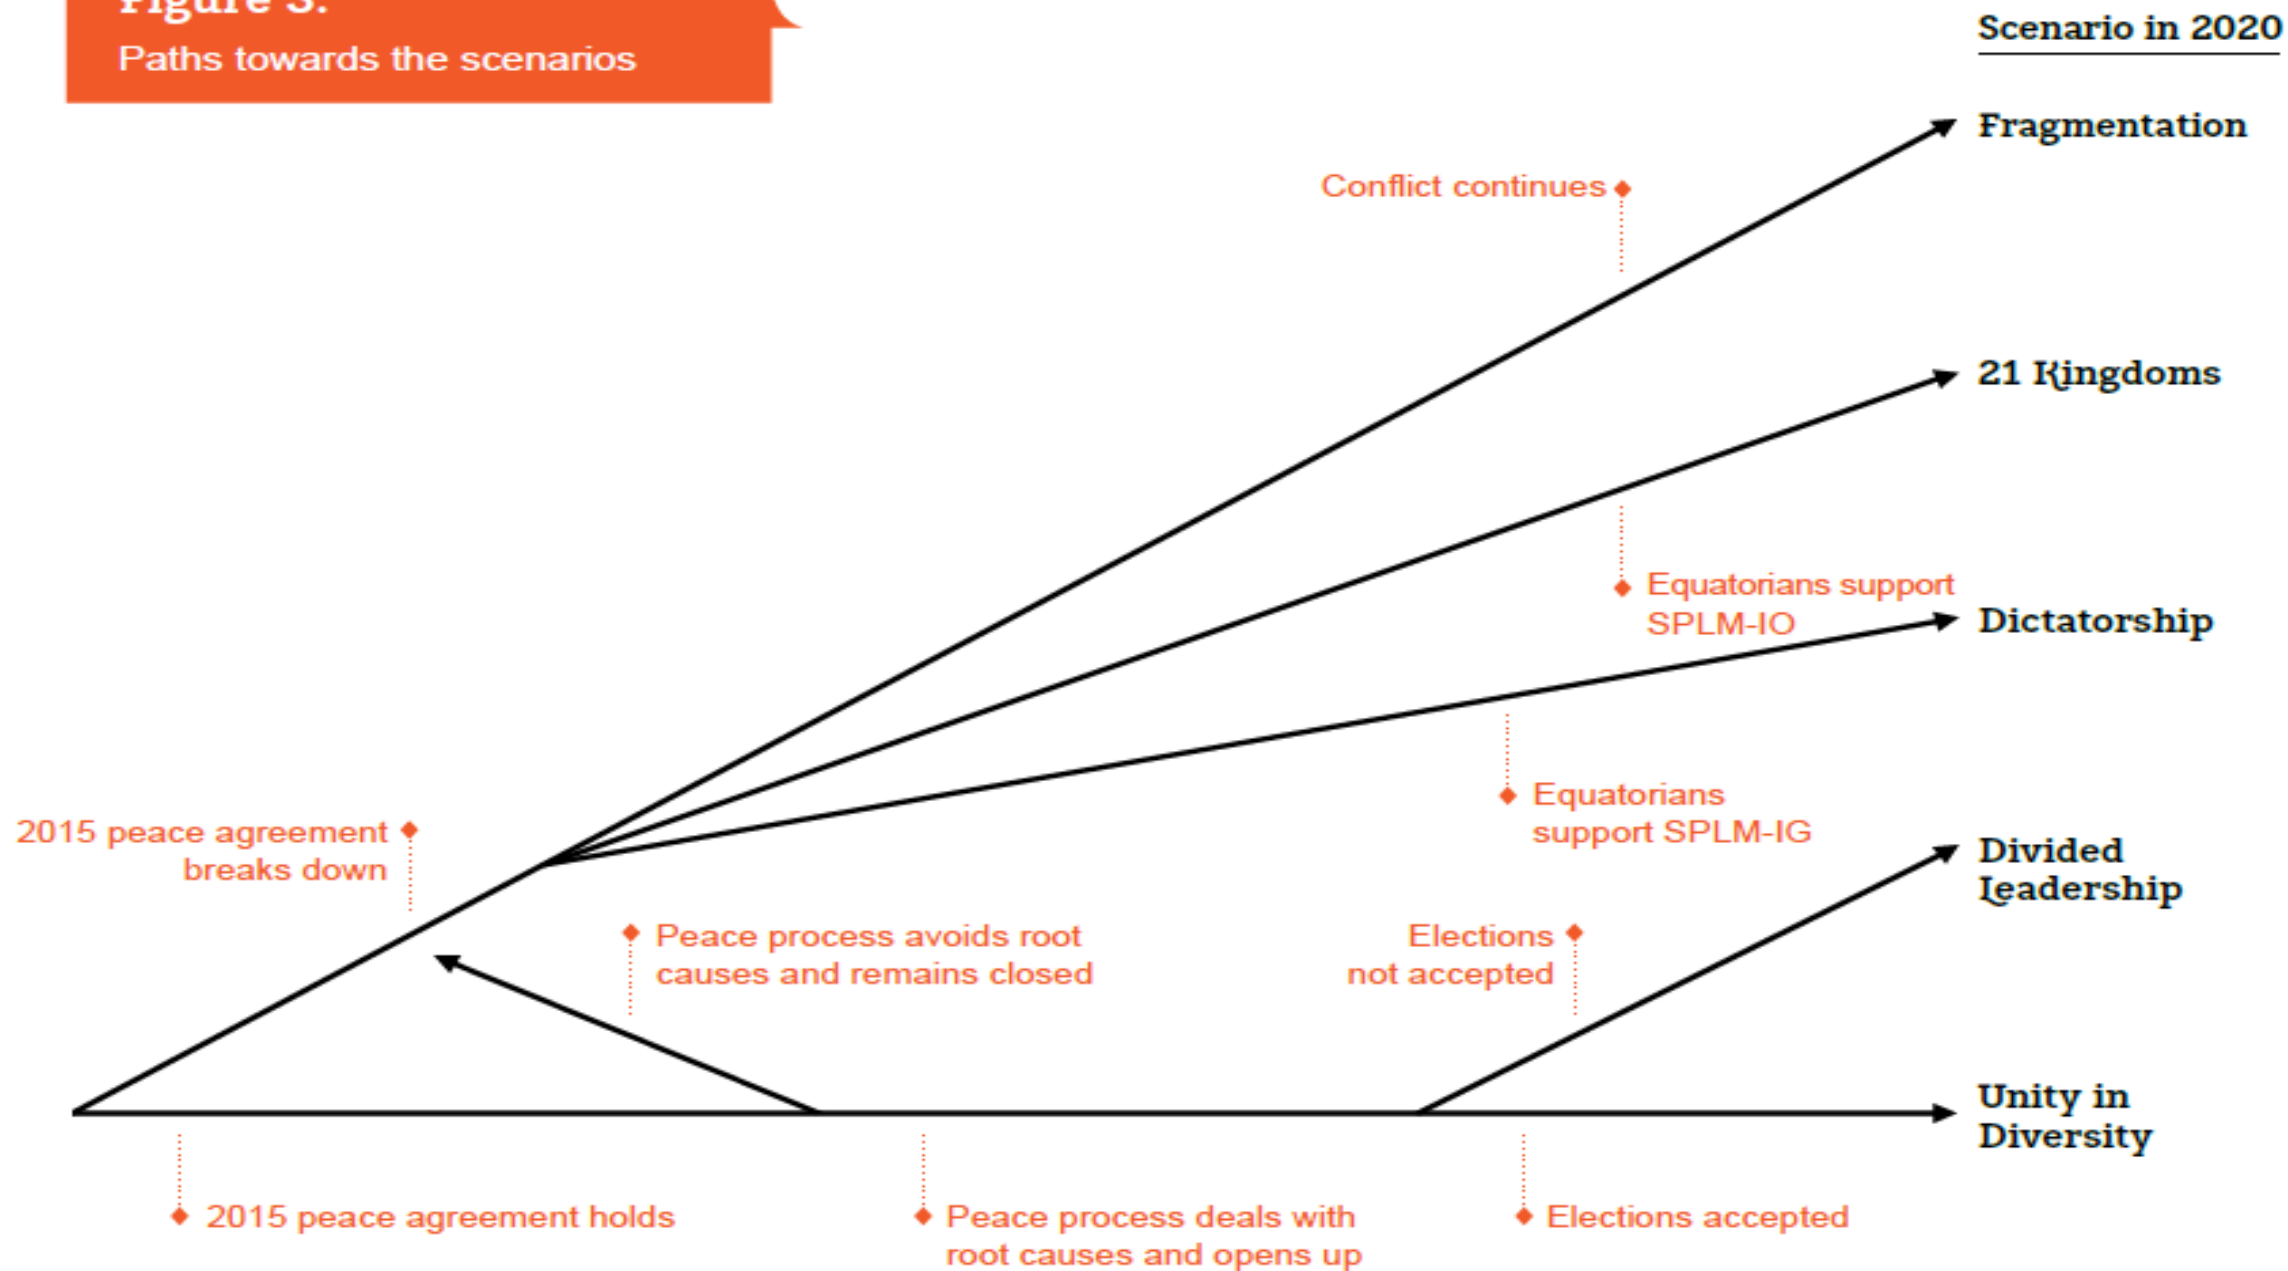 Figure 3.
Paths towards the scenarios
Scenario in 2020
Fragmentation
Conflict continues
21 Kingdoms
Equatorians support
SPLM-IO
Dictatorship
Equatorians
support SPLM-IG
2015 peace agreement
breaks down
Divided
Leadership
Peace process avoids root
causes and remains closed
Elections
not accepted
Unity in
Diversity
2015 peace agreement holds
Peace process deals with
root causes and opens up
Elections accepted